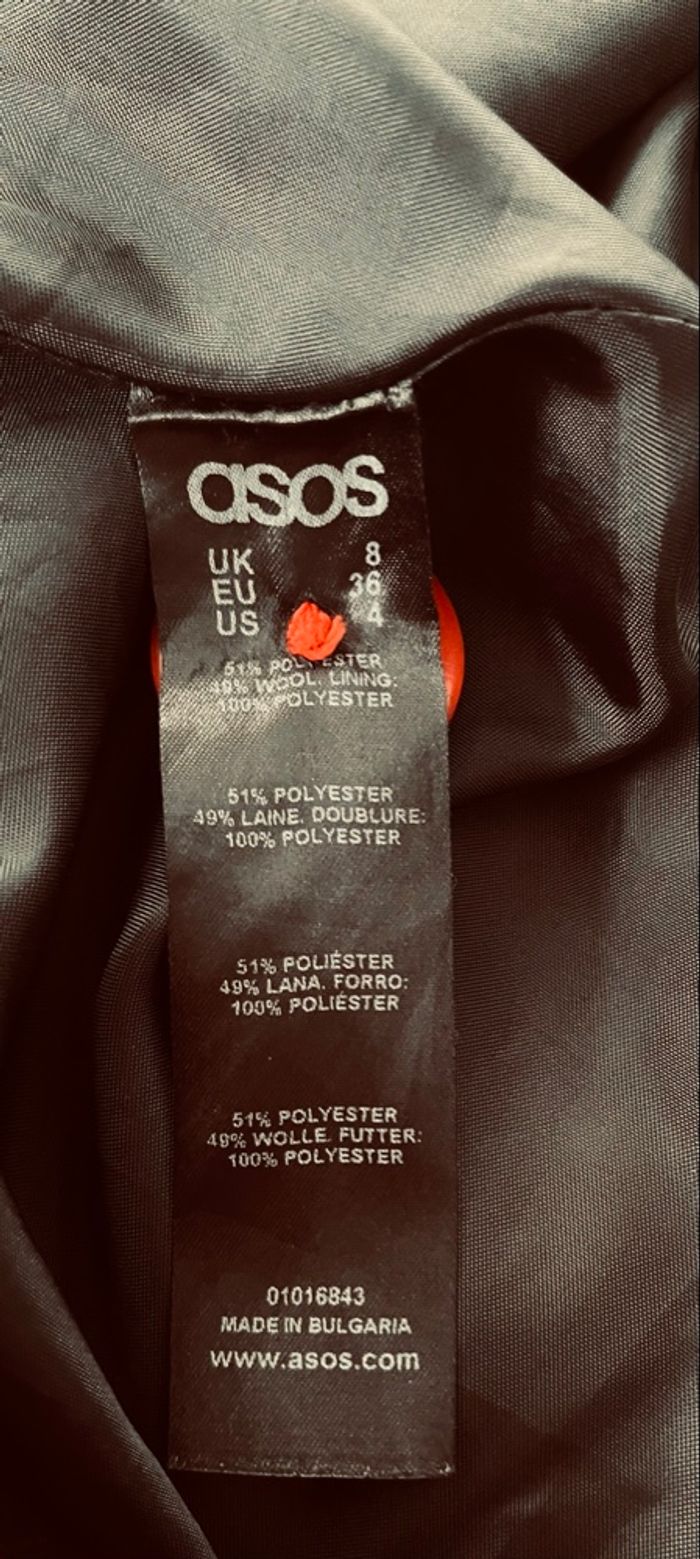 asos
UK 8
EU 36
US 4
51% POLYESTER
49% WOOL. LINING:
100% POLYESTER
51% POLYESTER
49% LAINE. DOUBLURE:
100% POLYESTER
51% POLIÉSTER
49% LANA. FORRO:
100% POLIÉSTER
51% POLYESTER
49% WOLLE. FUTTER:
100% POLYESTER
01016843
MADE IN BULGARIA
www.asos.com